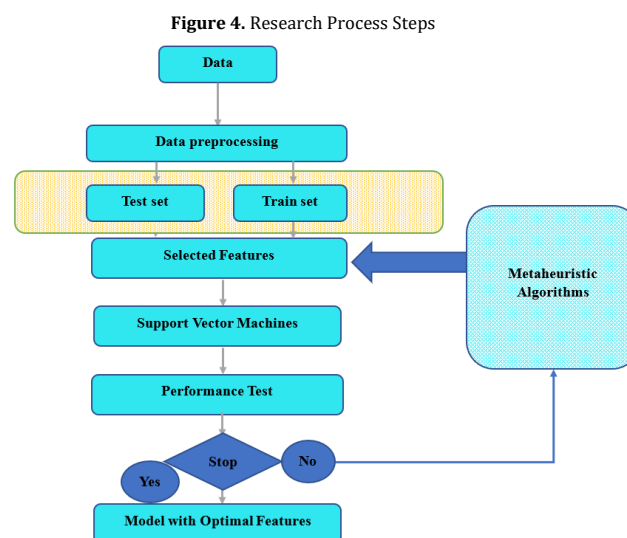 Figure 4. Research Process Steps
Data
Data preprocessing
Test set
Train set
Selected Features
Metaheuristic
Algorithms
Support Vector Machines
Performance Test
Stop
No
Yes
Model with Optimal Features